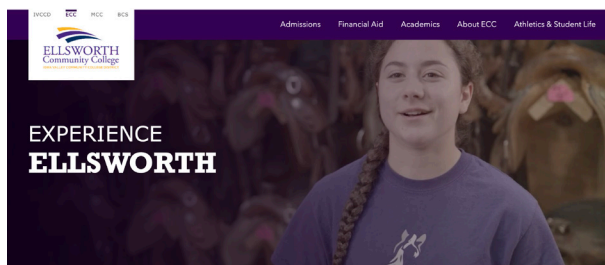 IVCCD ECC MCC BCS
Admissions Financial Aid Academics About ECC Athletics & Student Life
ELLSWORTH
Community College
EXPERIENCE
ELLSWORTH